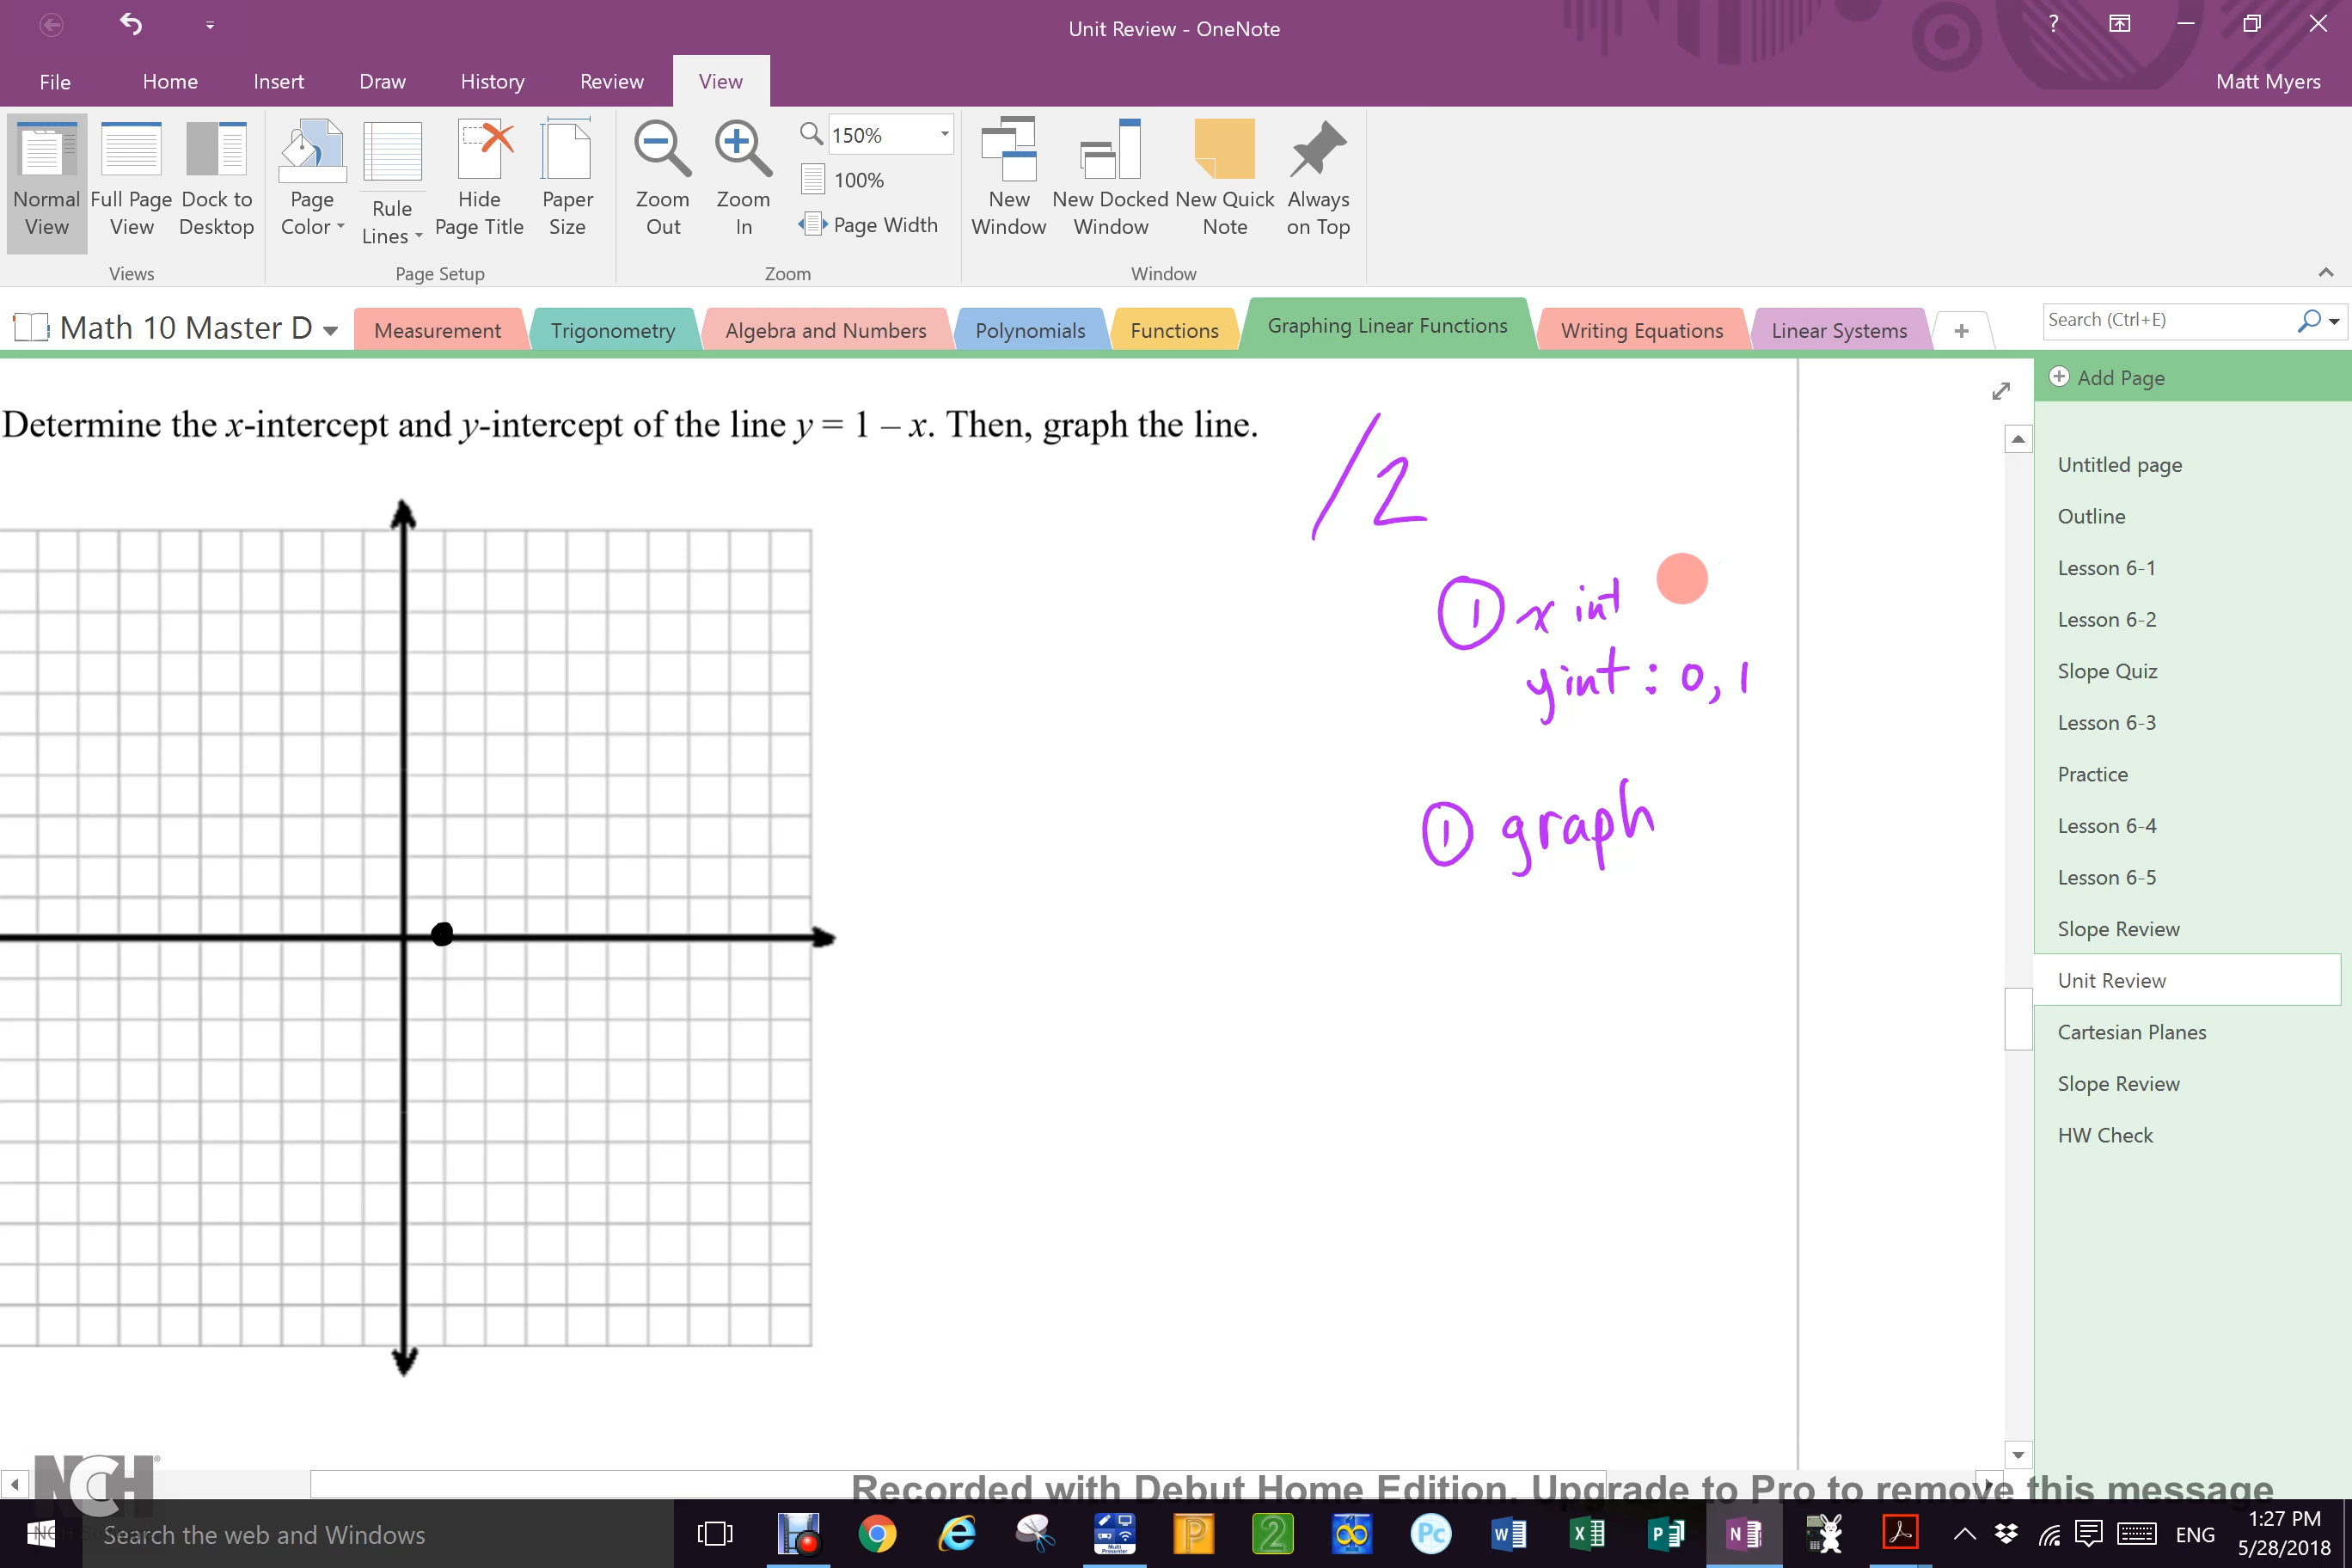 Unit Review - OneNote
?
File Home Insert Draw History Review View
Matt Myers
Normal View
Full Page View
Dock to Desktop
Page Color
Rule Lines
Hide Page Title
Paper Size
Zoom Out
Zoom In
150%
100%
Page Width
New Window
New Docked Window
New Quick Note
Always on Top
Views Page Setup Zoom Window
Math 10 Master D
Measurement Trigonometry Algebra and Numbers Polynomials Functions Graphing Linear Functions Writing Equations Linear Systems +
Search (Ctrl+E)
Add Page
Untitled page
Outline
Lesson 6-1
Lesson 6-2
Slope Quiz
Lesson 6-3
Practice
Lesson 6-4
Lesson 6-5
Slope Review
Unit Review
Cartesian Planes
Slope Review
HW Check
Determine the x-intercept and y-intercept of the line y = 1 – x. Then, graph the line.
/2
① x int
y int : 0, 1
① graph
NCH®
Recorded with Debut Home Edition. Upgrade to Pro to remove this message
Search the web and Windows
ENG
1:27 PM
5/28/2018